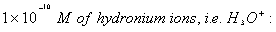 1×10⁻¹⁰ M of hydronium ions, i.e. H₃O⁺ :